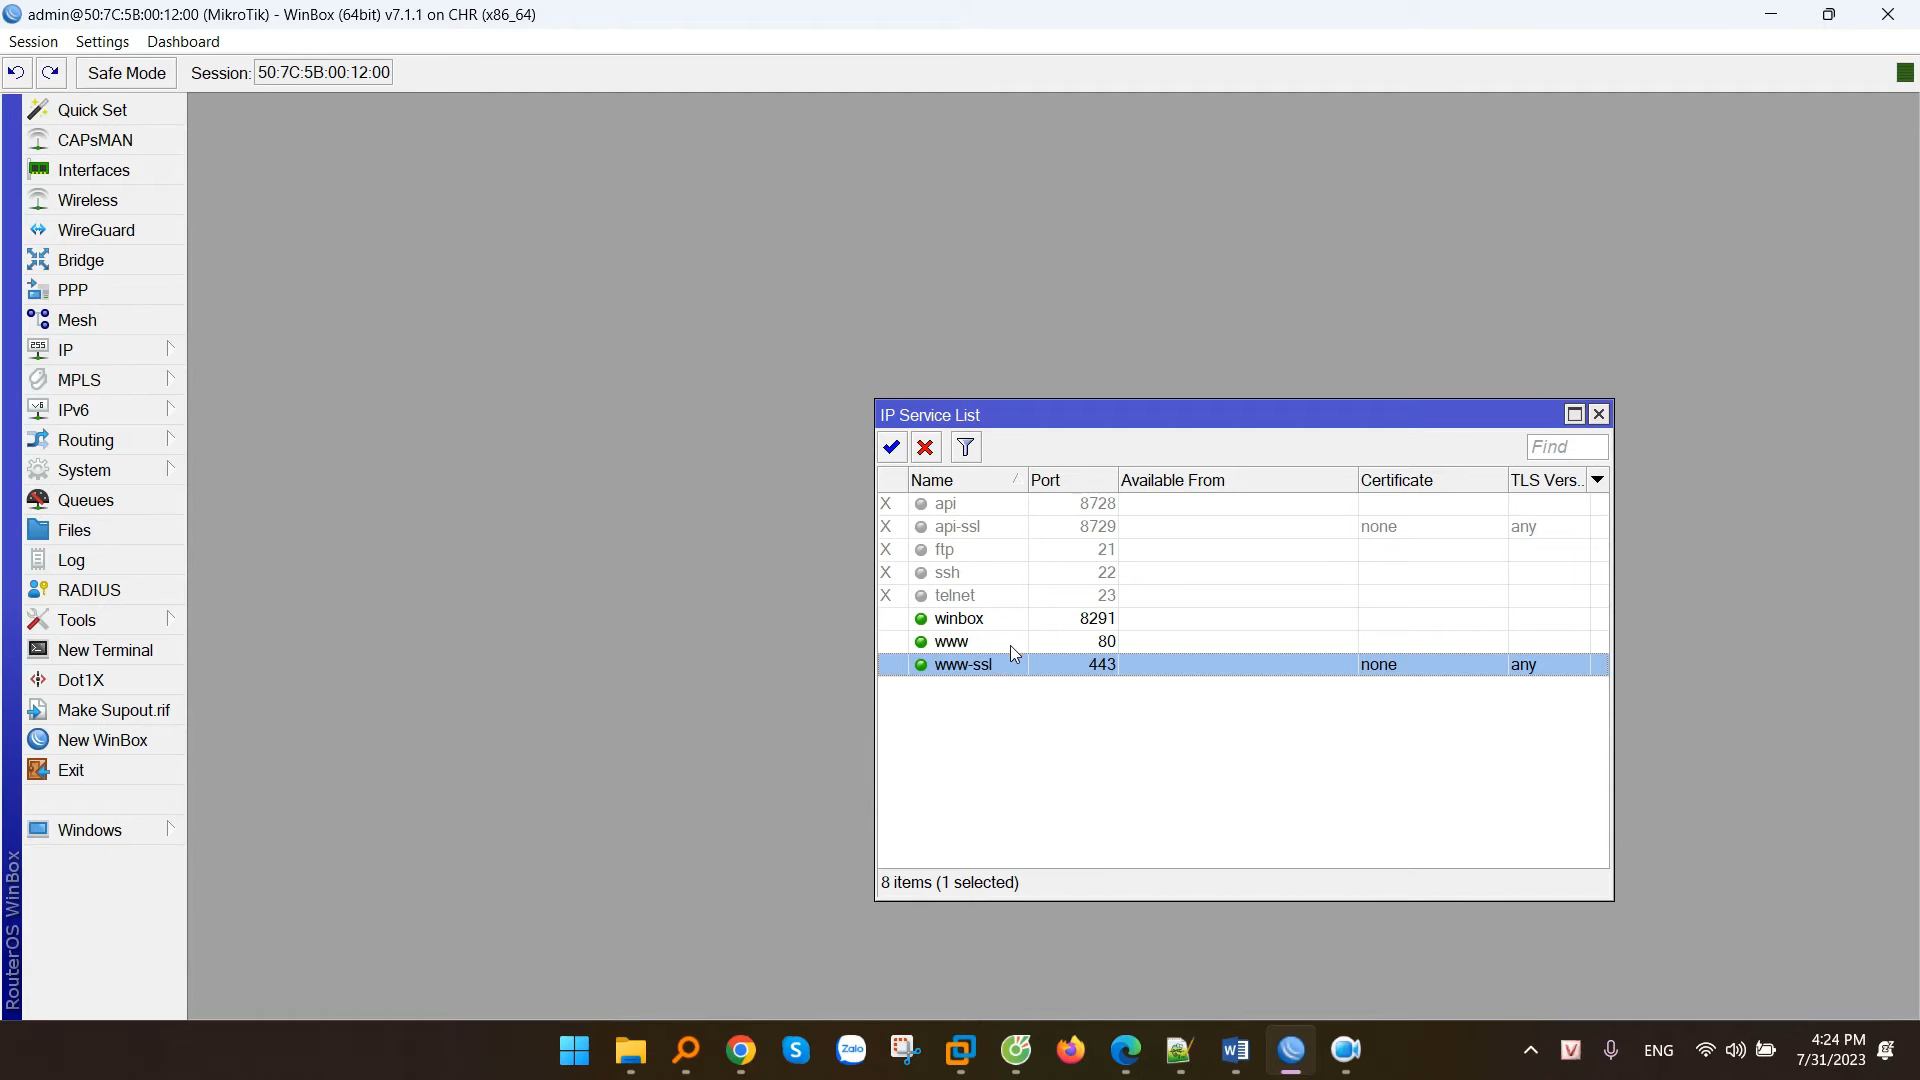 admin@50:7C:5B:00:12:00 (MikroTik) - WinBox (64bit) v7.1.1 on CHR (x86_64)
Session Settings Dashboard
Safe Mode Session: 50:7C:5B:00:12:00
Quick Set
CAPsMAN
Interfaces
Wireless
WireGuard
Bridge
PPP
Mesh
255 IP
MPLS
v6 IPv6
Routing
System
Queues
Files
Log
RADIUS
Tools
New Terminal
Dot1X
Make Supout.rif
New WinBox
Exit
Windows
RouterOS WinBox
IP Service List
Find
Name Port Available From Certificate TLS Vers...
X api 8728
X api-ssl 8729 none any
X ftp 21
X ssh 22
X telnet 23
winbox 8291
www 80
www-ssl 443 none any
8 items (1 selected)
S Zalo W V ENG 4:24 PM
7/31/2023